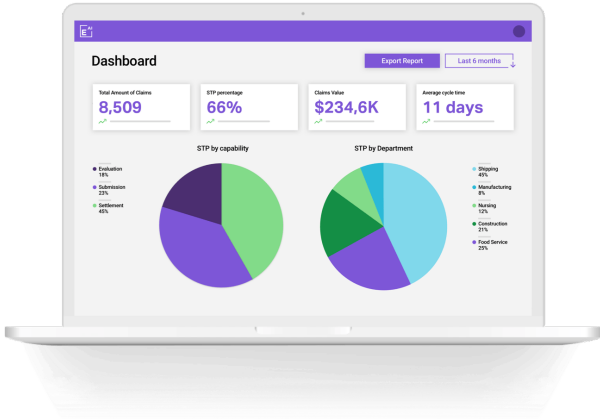 E AI
Dashboard
Export Report
Last 6 months
Total Amount of Claims
8,509
STP percentage
66%
Claims Value
$234,6K
Average cycle time
11 days
STP by capability
Evaluation
18%
Submission
23%
Settlement
45%
STP by Department
Shipping
45%
Manufacturing
8%
Nursing
12%
Construction
21%
Food Service
25%